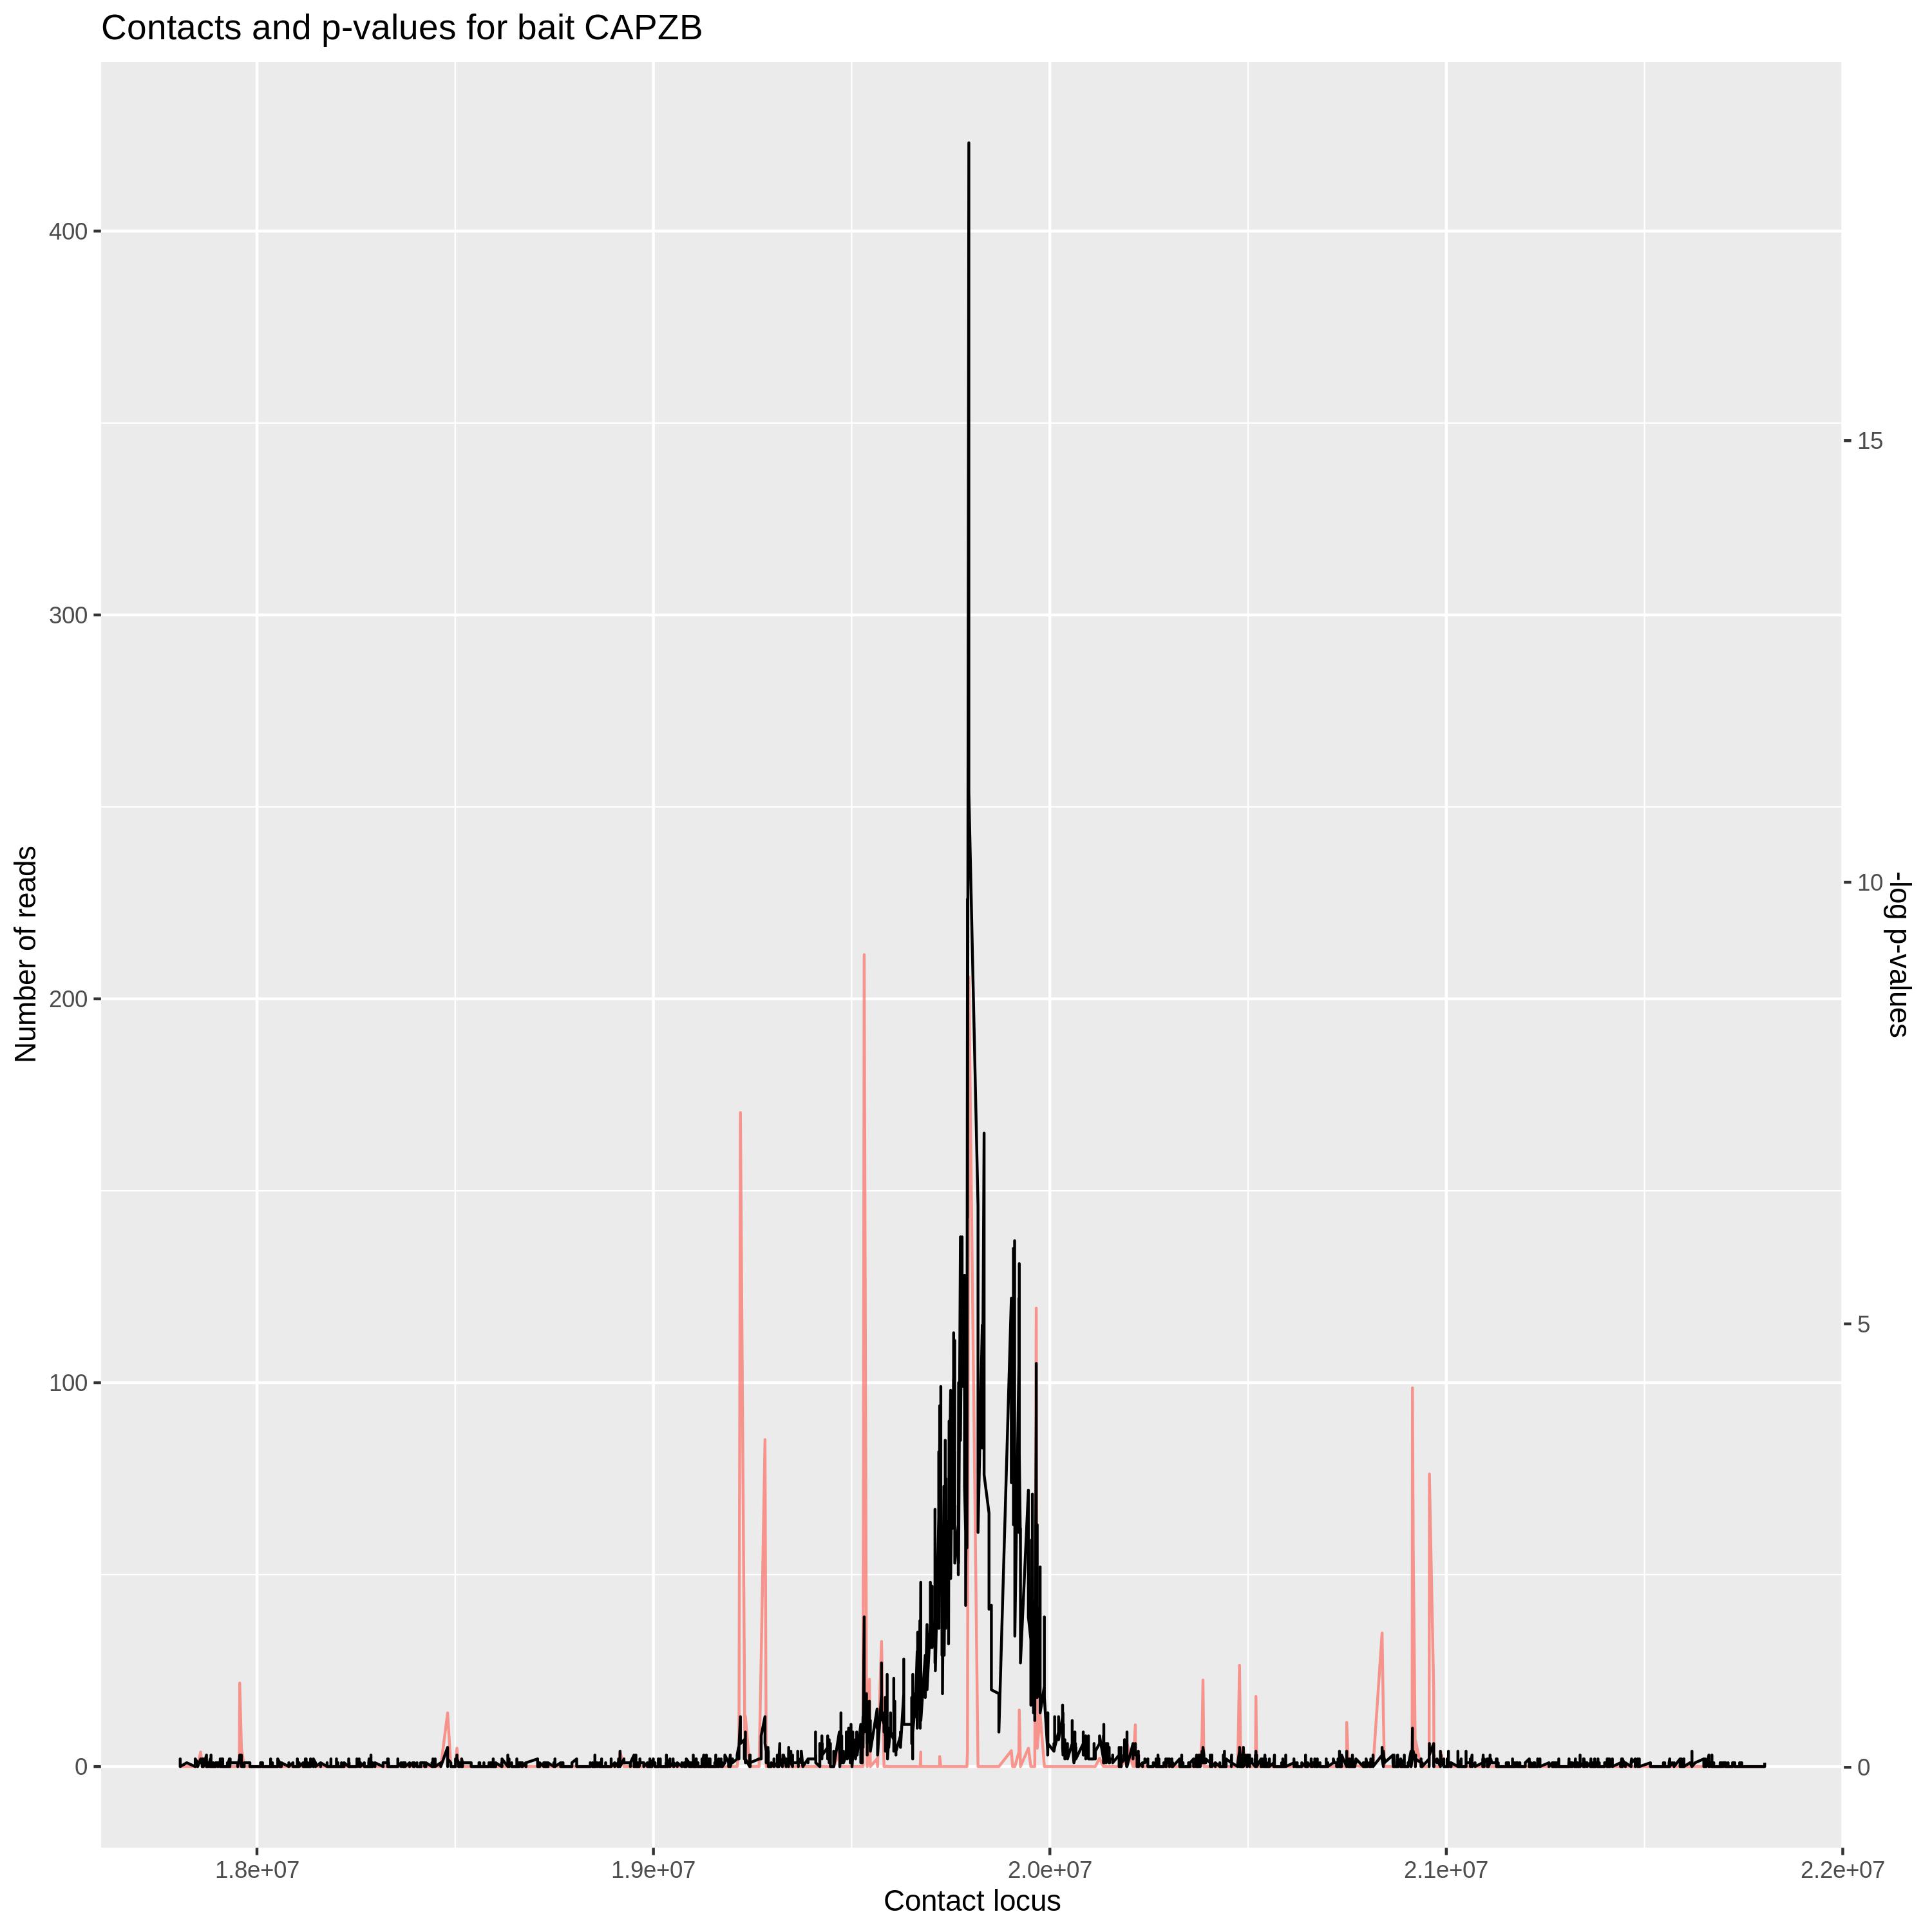 Contacts and p-values for bait CAPZB
Number of reads
400
300
200
100
0
15
10
5
0
-log p-values
1.8e+07
1.9e+07
2.0e+07
2.1e+07
2.2e+07
Contact locus